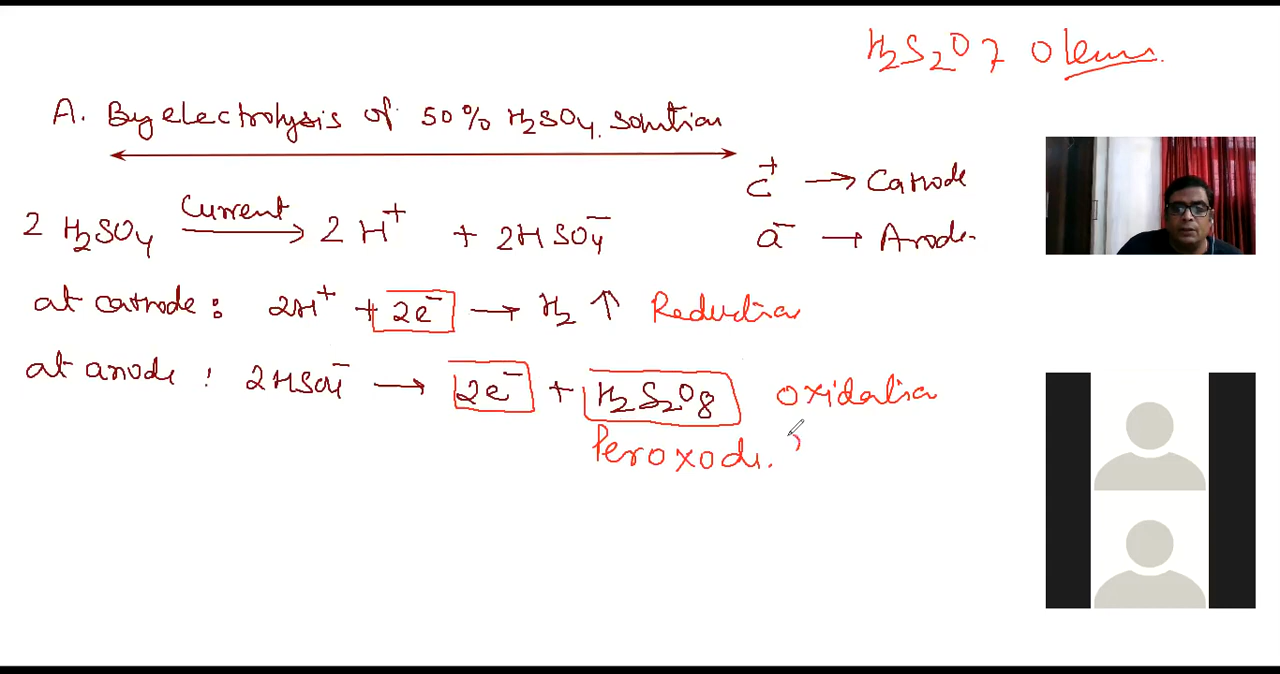 H₂S₂O7 Oleum.
A. By electrolysis of 50% H₂SO₄ solution
C⁺ → Cathode
a⁻ → Anode
2 H₂SO₄ Current → 2 H⁺ + 2HSO₄⁻
at cathode : 2H⁺ + 2e⁻ → H₂ ↑ Reduction
at anode : 2HSO₄⁻ → 2e⁻ + H₂S₂O8 Oxidation
Peroxodi.